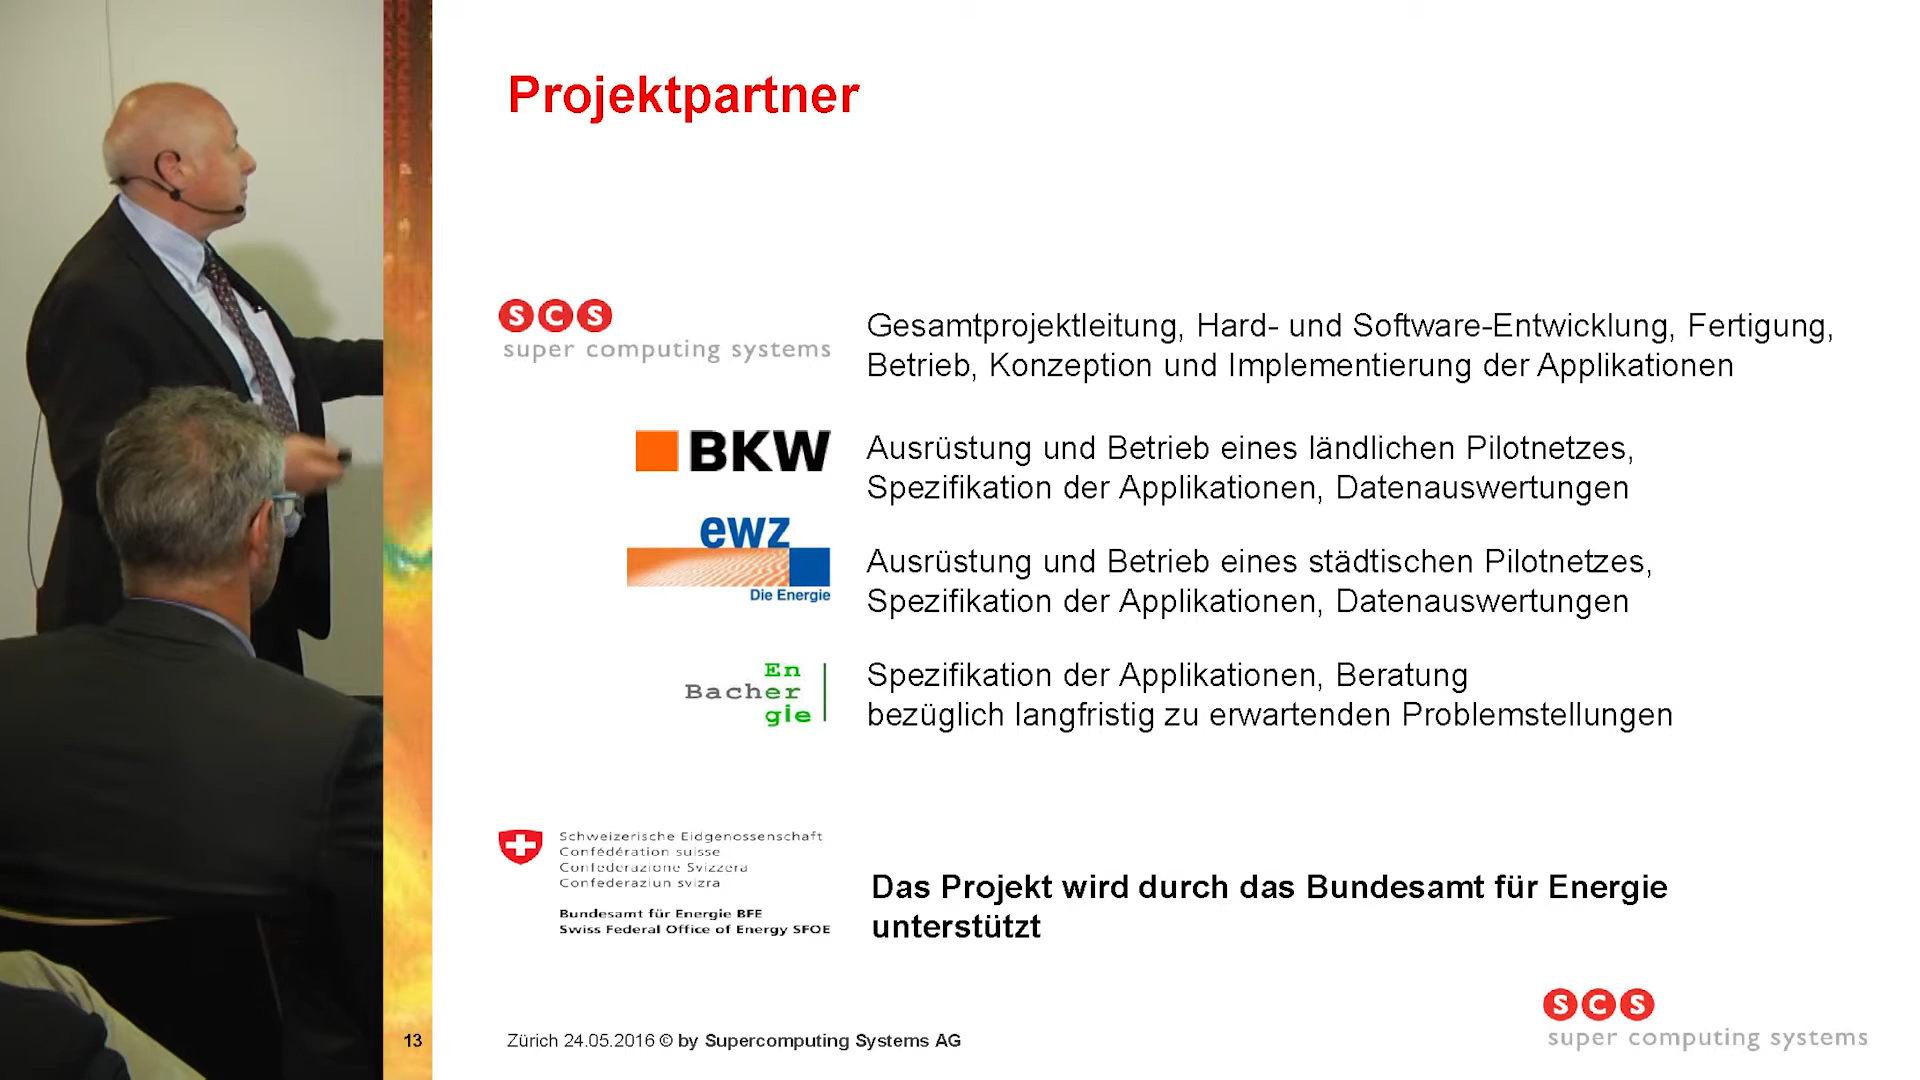 Projektpartner
SCS
super computing systems
Gesamtprojektleitung, Hard- und Software-Entwicklung, Fertigung,
Betrieb, Konzeption und Implementierung der Applikationen
BKW
Ausrüstung und Betrieb eines ländlichen Pilotnetzes,
Spezifikation der Applikationen, Datenauswertungen
ewz
Die Energie
Ausrüstung und Betrieb eines städtischen Pilotnetzes,
Spezifikation der Applikationen, Datenauswertungen
En
Bacher
gie
Spezifikation der Applikationen, Beratung
bezüglich langfristig zu erwartenden Problemstellungen
Schweizerische Eidgenossenschaft
Confédération suisse
Confederazione Svizzera
Confederaziun svizra
Bundesamt für Energie BFE
Swiss Federal Office of Energy SFOE
Das Projekt wird durch das Bundesamt für Energie
unterstützt
SCS
super computing systems
13
Zürich 24.05.2016 © by Supercomputing Systems AG